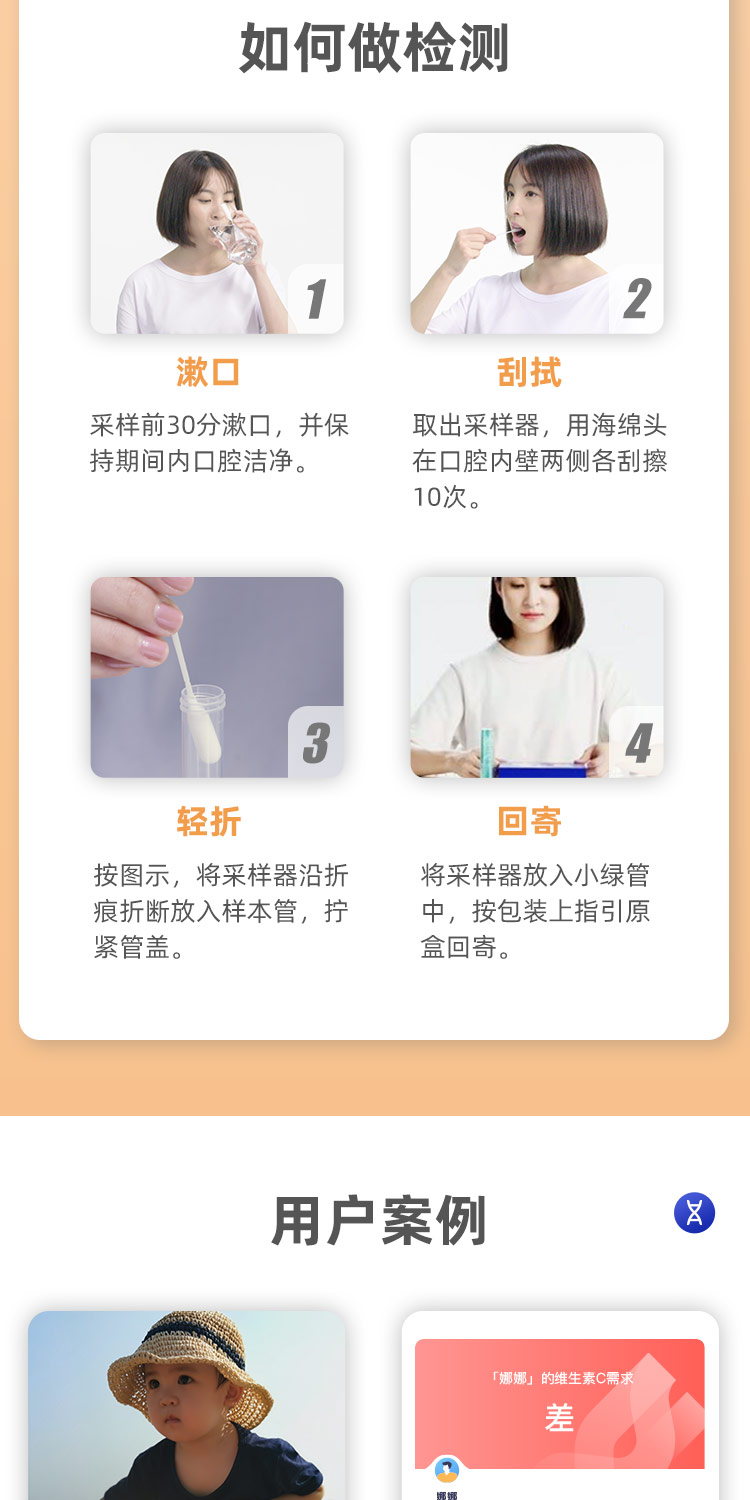 如何做检测
1
2
漱口
刮拭
采样前30分漱口，并保
持期间内口腔洁净。
取出采样器，用海绵头
在口腔内壁两侧各刮擦
10次。
3
4
轻折
回寄
按图示，将采样器沿折
痕折断放入样本管，拧
紧管盖。
将采样器放入小绿管
中，按包装上指引原
盒回寄。
用户案例
「娜娜」的维生素C需求
差
娜娜